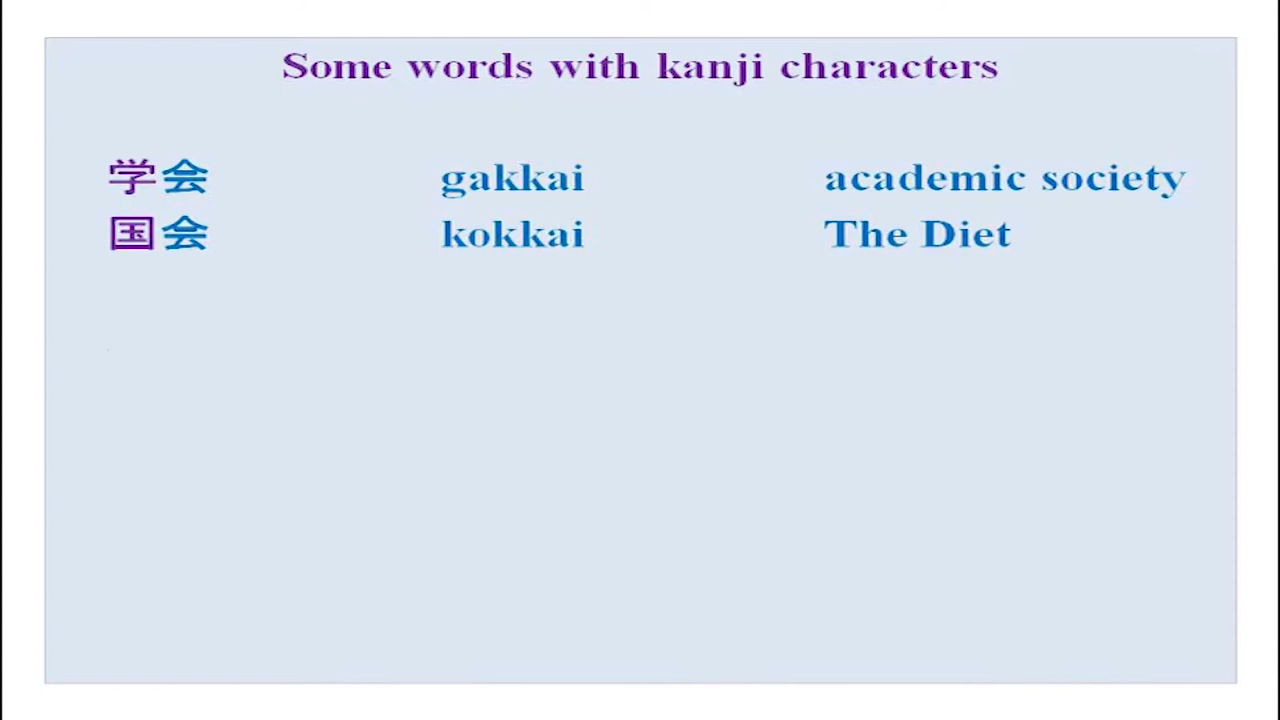 Some words with kanji characters
学会 gakkai academic society
国会 kokkai The Diet